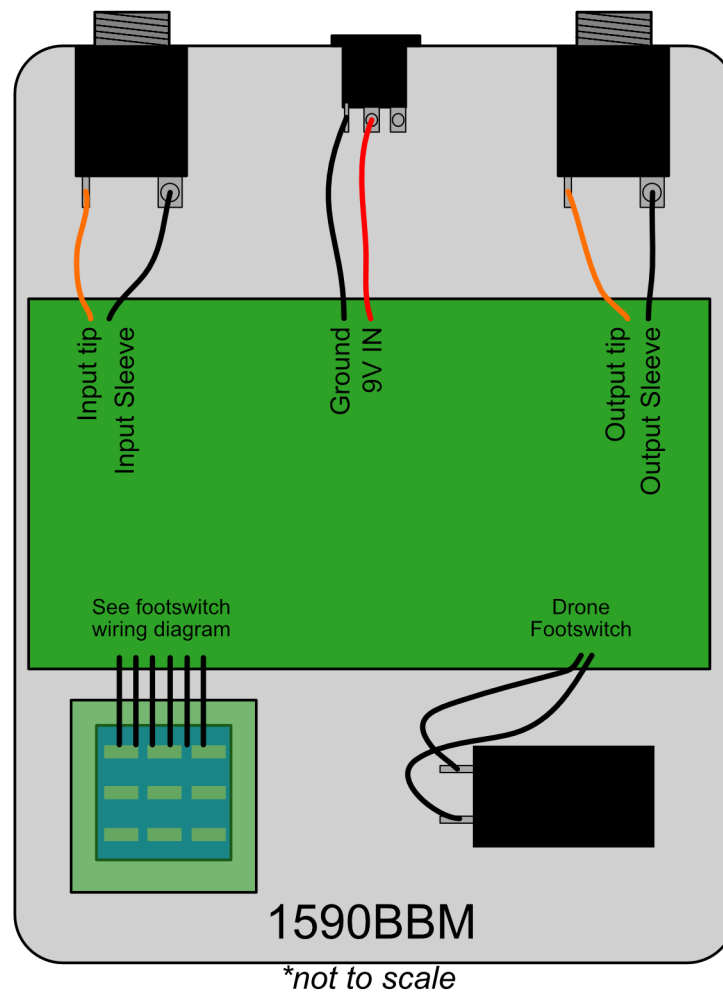 Input tip
Input Sleeve
Ground
9V IN
Output tip
Output Sleeve
See footswitch
wiring diagram
Drone
Footswitch
1590BBM
*not to scale